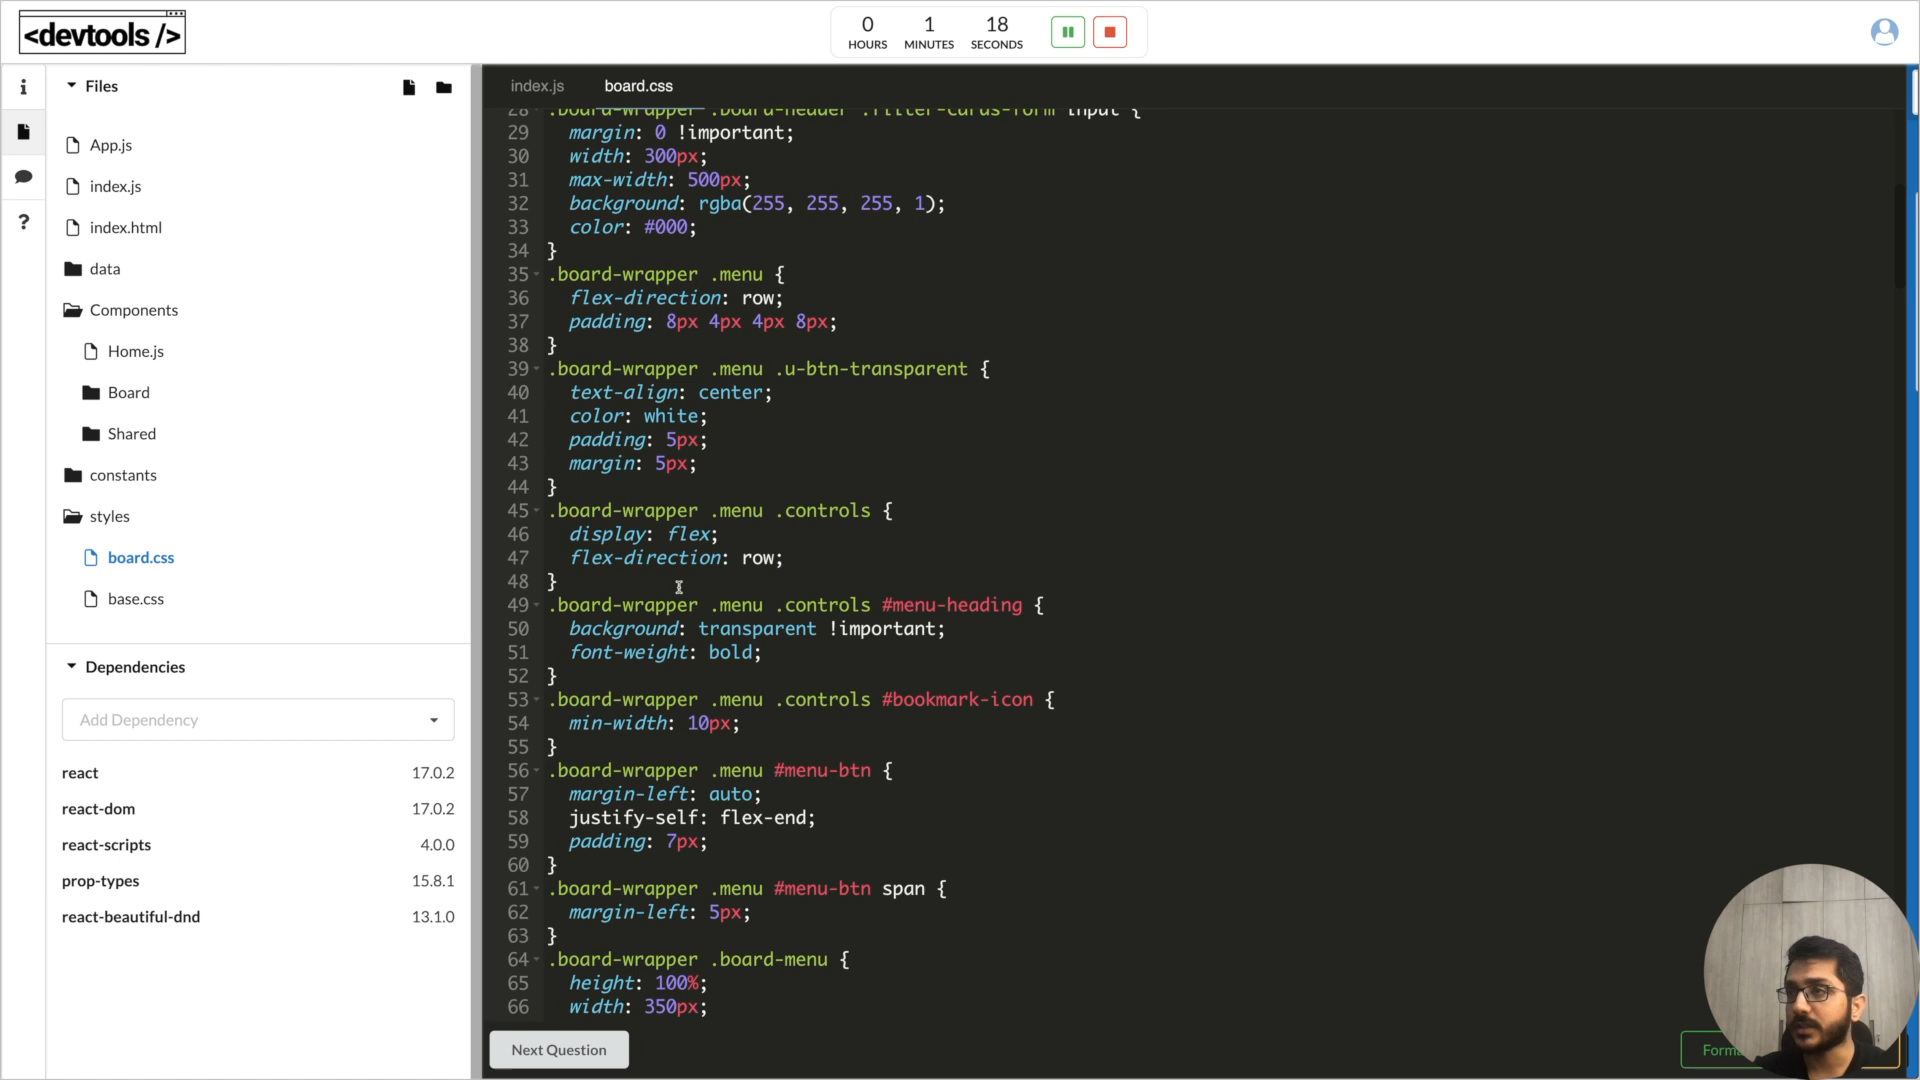 <devtools />
0 1 18
HOURS MINUTES SECONDS
Files
App.js
index.js
index.html
data
Components
Home.js
Board
Shared
constants
styles
board.css
base.css
Dependencies
Add Dependency
react 17.0.2
react-dom 17.0.2
react-scripts 4.0.0
prop-types 15.8.1
react-beautiful-dnd 13.1.0
index.js board.css
28 .board-wrapper .board-header .filter-cards-form input {
29 margin: 0 !important;
30 width: 300px;
31 max-width: 500px;
32 background: rgba(255, 255, 255, 1);
33 color: #000;
34 }
35 .board-wrapper .menu {
36 flex-direction: row;
37 padding: 8px 4px 4px 8px;
38 }
39 .board-wrapper .menu .u-btn-transparent {
40 text-align: center;
41 color: white;
42 padding: 5px;
43 margin: 5px;
44 }
45 .board-wrapper .menu .controls {
46 display: flex;
47 flex-direction: row;
48 }
49 .board-wrapper .menu .controls #menu-heading {
50 background: transparent !important;
51 font-weight: bold;
52 }
53 .board-wrapper .menu .controls #bookmark-icon {
54 min-width: 10px;
55 }
56 .board-wrapper .menu #menu-btn {
57 margin-left: auto;
58 justify-self: flex-end;
59 padding: 7px;
60 }
61 .board-wrapper .menu #menu-btn span {
62 margin-left: 5px;
63 }
64 .board-wrapper .board-menu {
65 height: 100%;
66 width: 350px;
Next Question